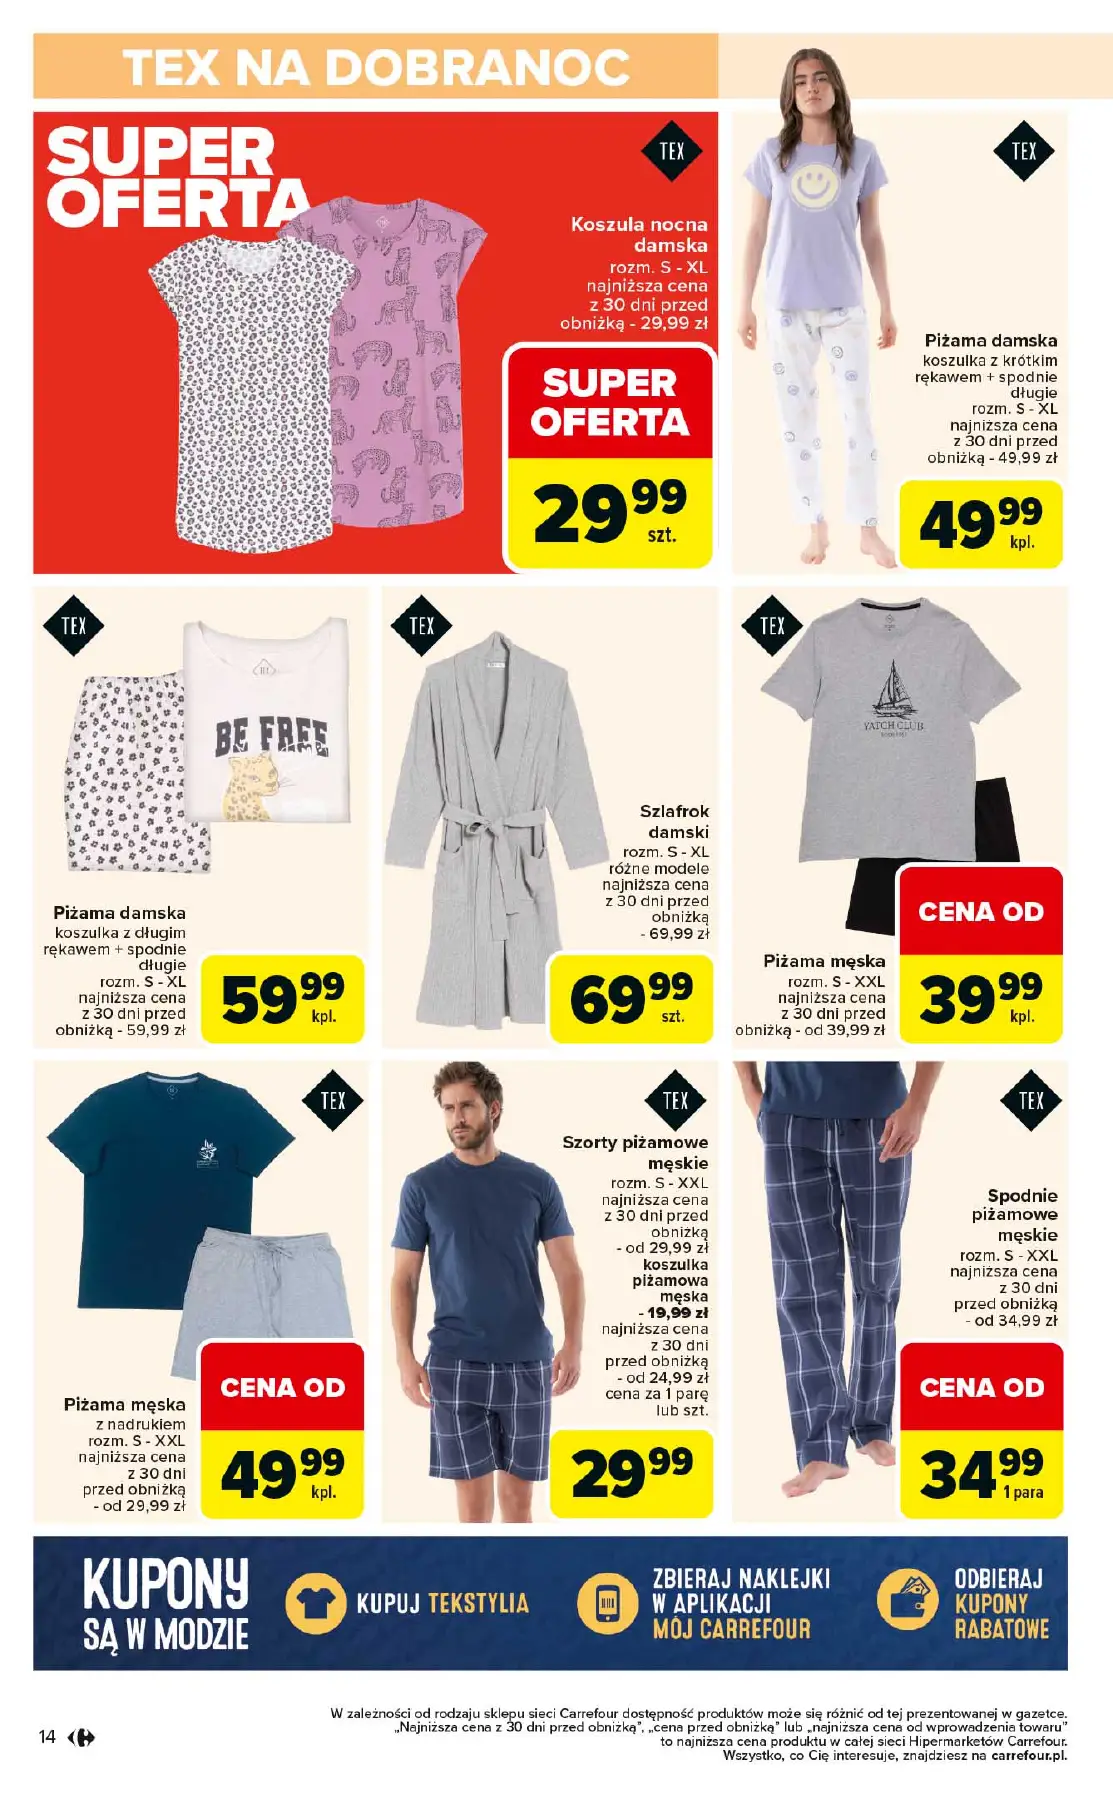 TEX NA DOBRANOC
SUPER
OFERTA
TEX
Koszula nocna
damska
rozm. S - XL
najniższa cena
z 30 dni przed
obniżką - 29,99 zł
SUPER
OFERTA
29 99
szt.
TEX
Piżama damska
koszulka z krótkim
rękawem + spodnie
długie
rozm. S - XL
najniższa cena
z 30 dni przed
obniżką - 49,99 zł
49 99
kpl.
TEX
BE FREE
Piżama damska
koszulka z długim
rękawem + spodnie
długie
rozm. S - XL
najniższa cena
z 30 dni przed
obniżką - 59,99 zł
59 99
kpl.
TEX
Szlafrok
damski
rozm. S - XL
różne modele
najniższa cena
z 30 dni przed
obniżką
- 69,99 zł
69 99
szt.
TEX
YATCH CLUB
Piżama męska
rozm. S - XXL
najniższa cena
z 30 dni przed
obniżką - od 39,99 zł
CENA OD
39 99
kpl.
TEX
Piżama męska
z nadrukiem
rozm. S - XXL
najniższa cena
z 30 dni
przed obniżką
- od 29,99 zł
CENA OD
49 99
kpl.
TEX
Szorty piżamowe
męskie
rozm. S - XXL
najniższa cena
z 30 dni przed
obniżką
- od 29,99 zł
koszulka
piżamowa
męska
- 19,99 zł
najniższa cena
z 30 dni
przed obniżką
- od 24,99 zł
cena za 1 parę
lub szt.
29 99
TEX
Spodnie
piżamowe
męskie
rozm. S - XXL
najniższa cena
z 30 dni
przed obniżką
- od 34,99 zł
CENA OD
34 99
1 para
KUPONY
SĄ W MODZIE
KUPUJ TEKSTYLIA
ZBIERAJ NAKLEJKI
W APLIKACJI
MÓJ CARREFOUR
ODBIERAJ
KUPONY
RABATOWE
14
W zależności od rodzaju sklepu sieci Carrefour dostępność produktów może się różnić od tej prezentowanej w gazetce.
„Najniższa cena z 30 dni przed obniżką", „cena przed obniżką" lub „najniższa cena od wprowadzenia towaru"
to najniższa cena produktu w całej sieci Hipermarketów Carrefour.
Wszystko, co Cię interesuje, znajdziesz na carrefour.pl.